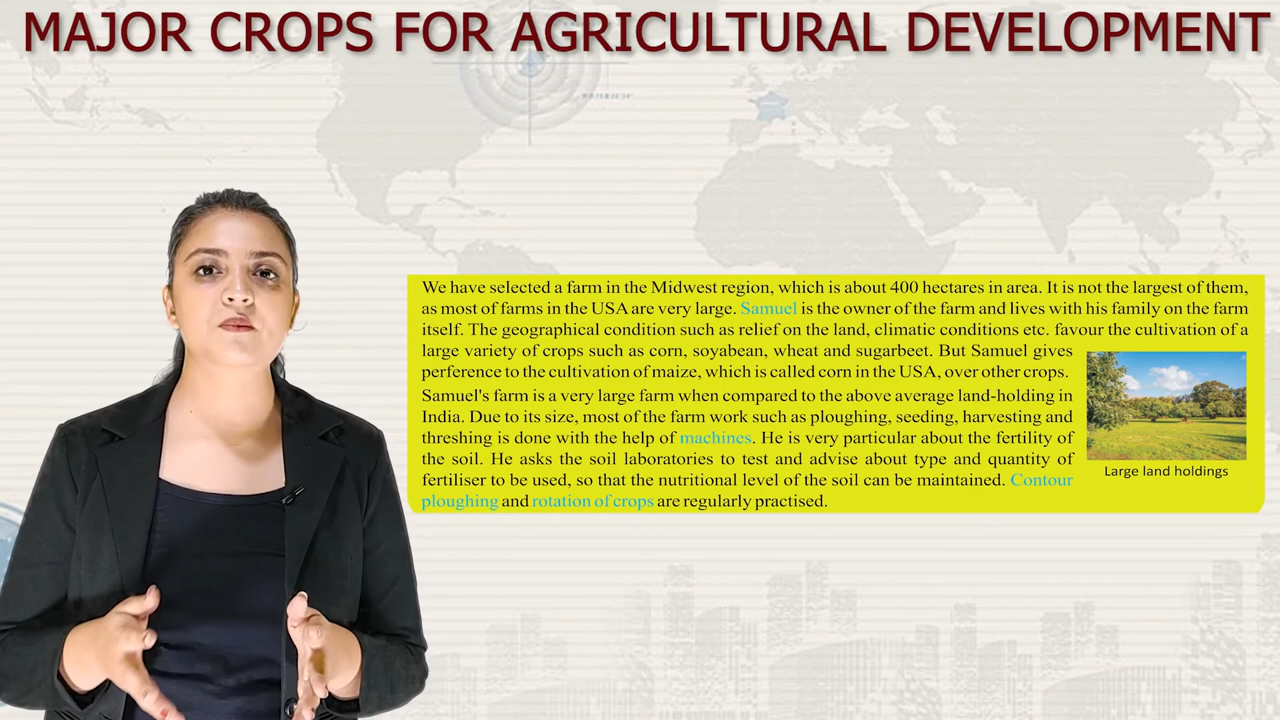 MAJOR CROPS FOR AGRICULTURAL DEVELOPMENT
We have selected a farm in the Midwest region, which is about 400 hectares in area. It is not the largest of them,
as most of farms in the USA are very large. Samuel is the owner of the farm and lives with his family on the farm
itself. The geographical condition such as relief on the land, climatic conditions etc. favour the cultivation of a
large variety of crops such as corn, soyabean, wheat and sugarbeet. But Samuel gives
perference to the cultivation of maize, which is called corn in the USA, over other crops.
Samuel's farm is a very large farm when compared to the above average land-holding in
India. Due to its size, most of the farm work such as ploughing, seeding, harvesting and
threshing is done with the help of machines. He is very particular about the fertility of
the soil. He asks the soil laboratories to test and advise about type and quantity of
fertiliser to be used, so that the nutritional level of the soil can be maintained. Contour
ploughing and rotation of crops are regularly practised.
Large land holdings